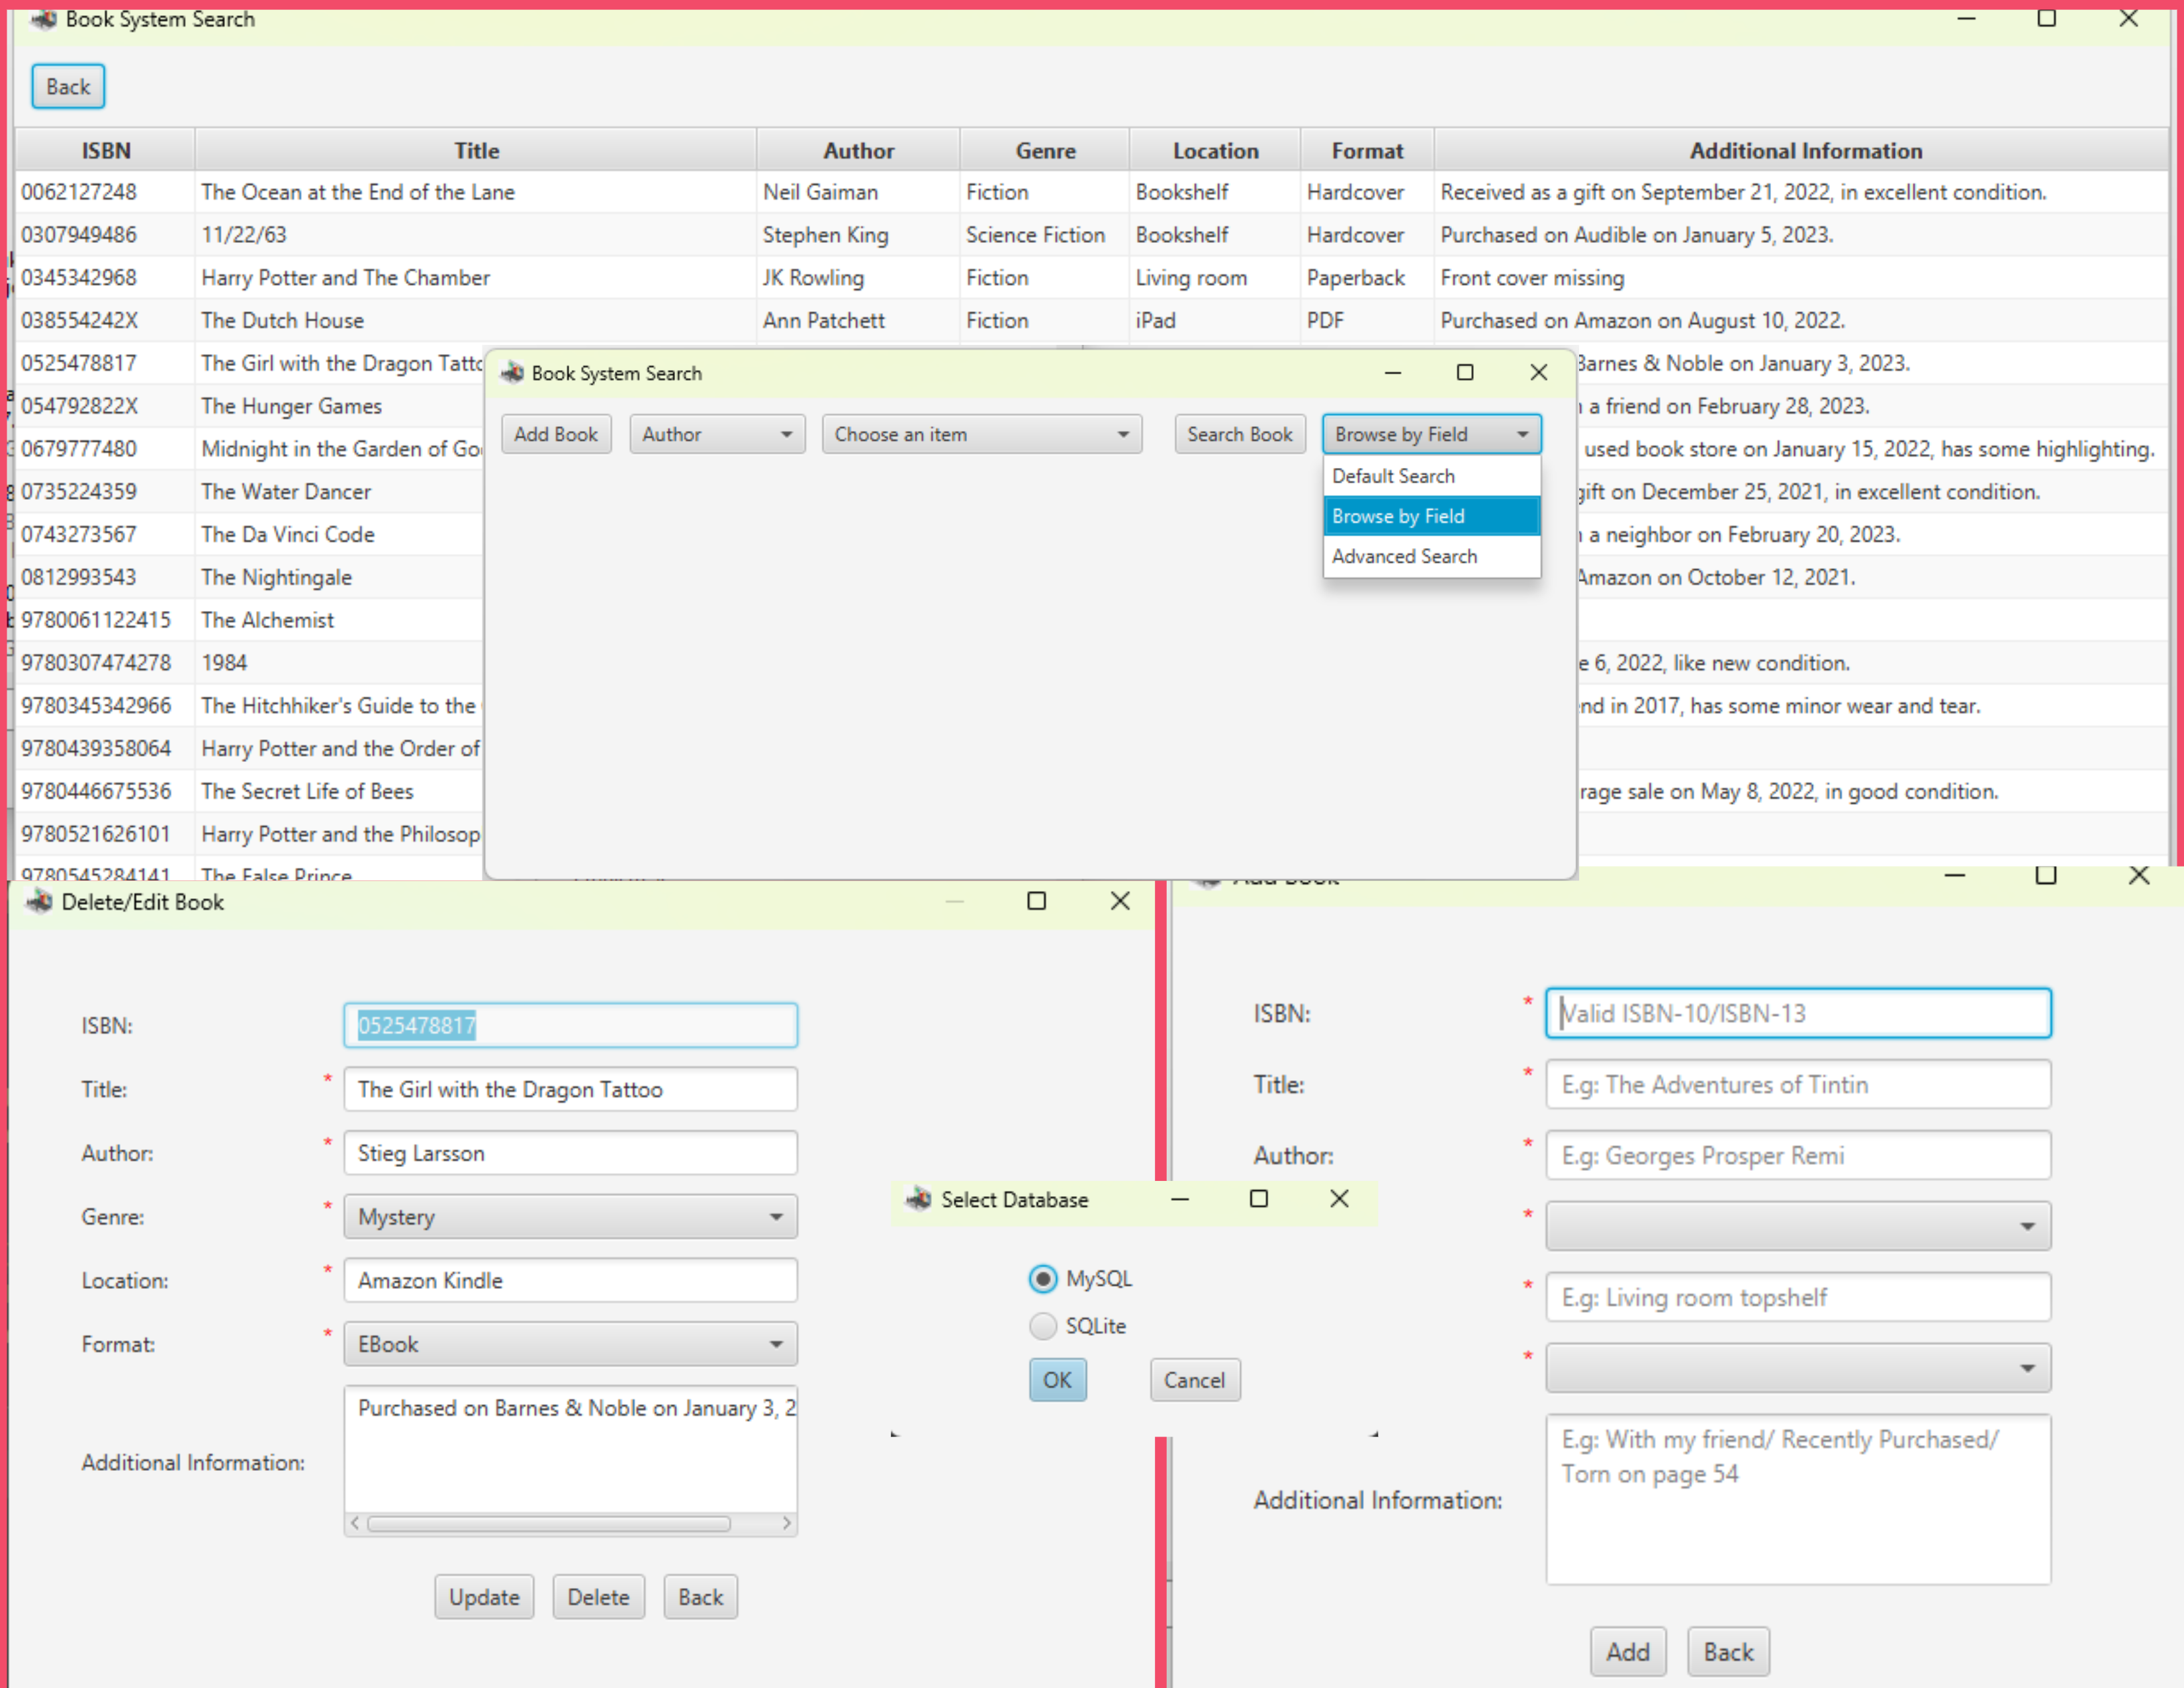 Book System Search
Back
ISBN Title Author Genre Location Format Additional Information
0062127248 The Ocean at the End of the Lane Neil Gaiman Fiction Bookshelf Hardcover Received as a gift on September 21, 2022, in excellent condition.
0307949486 11/22/63 Stephen King Science Fiction Bookshelf Hardcover Purchased on Audible on January 5, 2023.
0345342968 Harry Potter and The Chamber JK Rowling Fiction Living room Paperback Front cover missing
038554242X The Dutch House Ann Patchett Fiction iPad PDF Purchased on Amazon on August 10, 2022.
0525478817 The Girl with the Dragon Tatto Barnes & Noble on January 3, 2023.
054792822X The Hunger Games a friend on February 28, 2023.
0679777480 Midnight in the Garden of Go used book store on January 15, 2022, has some highlighting.
0735224359 The Water Dancer gift on December 25, 2021, in excellent condition.
0743273567 The Da Vinci Code a neighbor on February 20, 2023.
0812993543 The Nightingale Amazon on October 12, 2021.
9780061122415 The Alchemist
9780307474278 1984 e 6, 2022, like new condition.
9780345342966 The Hitchhiker's Guide to the end in 2017, has some minor wear and tear.
9780439358064 Harry Potter and the Order of
9780446675536 The Secret Life of Bees rage sale on May 8, 2022, in good condition.
9780521626101 Harry Potter and the Philosop
9780545284141 The False Prince
Book System Search
Add Book Author Choose an item Search Book Browse by Field
Default Search
Browse by Field
Advanced Search
Delete/Edit Book
ISBN: 0525478817
Title: * The Girl with the Dragon Tattoo
Author: * Stieg Larsson
Genre: * Mystery
Location: * Amazon Kindle
Format: * EBook
Additional Information: Purchased on Barnes & Noble on January 3, 2
Update Delete Back
Select Database
MySQL
SQLite
OK Cancel
Add Book
ISBN: * Valid ISBN-10/ISBN-13
Title: * E.g: The Adventures of Tintin
Author: * E.g: Georges Prosper Remi
*
* E.g: Living room topshelf
*
Additional Information: E.g: With my friend/ Recently Purchased/
Torn on page 54
Add Back